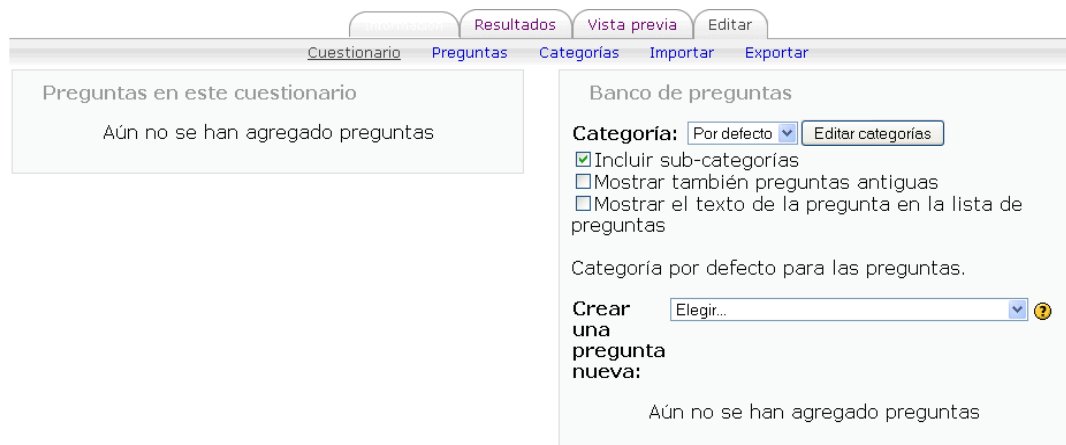 Resultados Vista previa Editar
Cuestionario Preguntas Categorías Importar Exportar
Preguntas en este cuestionario
Aún no se han agregado preguntas
Banco de preguntas
Categoría: Por defecto Editar categorías
Incluir sub-categorías
Mostrar también preguntas antiguas
Mostrar el texto de la pregunta en la lista de
preguntas
Categoría por defecto para las preguntas.
Crear Elegir... ?
una
pregunta
nueva:
Aún no se han agregado preguntas